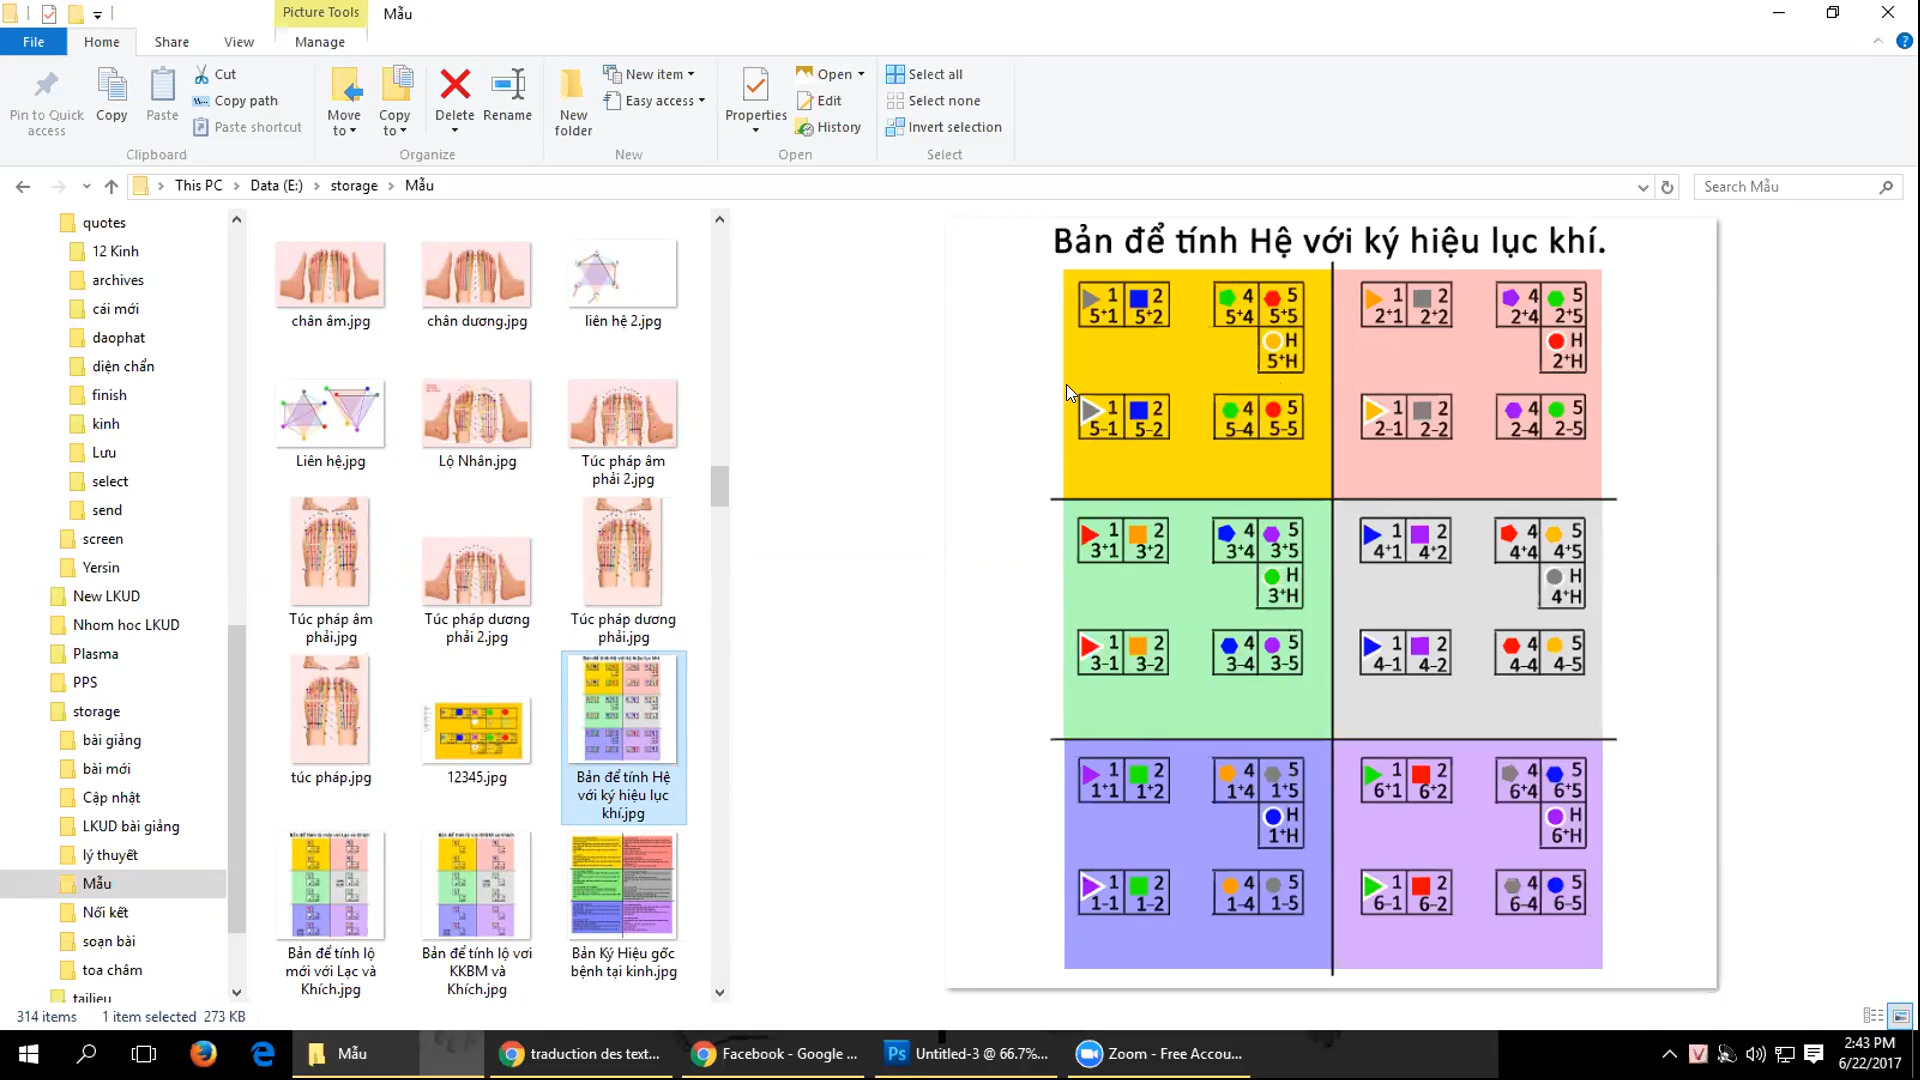 Picture Tools
Mẫu
File
Home
Share
View
Manage
Pin to Quick access
Copy
Paste
Cut
Copy path
Paste shortcut
Clipboard
Move to
Copy to
Delete
Rename
Organize
New folder
New item
Easy access
New
Properties
Open
Edit
History
Open
Select all
Select none
Invert selection
Select
This PC
Data (E:)
storage
Mẫu
Search Mẫu
quotes
12 Kinh
archives
cái mới
daophat
diện chẩn
finish
kinh
Lưu
select
send
screen
Yersin
New LKUD
Nhom hoc LKUD
Plasma
PPS
storage
bài giảng
bài mới
Cập nhật
LKUD bài giảng
lý thuyết
Mẫu
Nối kết
soạn bài
toa châm
tailieu
chân âm.jpg
chân dương.jpg
liên hệ 2.jpg
Liên hệ.jpg
Lộ Nhân.jpg
Túc pháp âm phải 2.jpg
Túc pháp âm phải.jpg
Túc pháp dương phải 2.jpg
Túc pháp dương phải.jpg
túc pháp.jpg
12345.jpg
Bản để tính Hệ với ký hiệu lục khí.jpg
Bản để tính lộ mới với Lạc và Khích.jpg
Bản để tính lộ vơi KKBM và Khích.jpg
Bản Ký Hiệu gốc bệnh tại kinh.jpg
Bản để tính Hệ với ký hiệu lục khí.
1 2 4 5 1 2 4 5
5+1 5+2 5+4 5+5 2+1 2+2 2+4 2+5
H H
5+H 2+H
1 2 4 5 1 2 4 5
5-1 5-2 5-4 5-5 2-1 2-2 2-4 2-5
1 2 4 5 1 2 4 5
3+1 3+2 3+4 3+5 4+1 4+2 4+4 4+5
H H
3+H 4+H
1 2 4 5 1 2 4 5
3-1 3-2 3-4 3-5 4-1 4-2 4-4 4-5
1 2 4 5 1 2 4 5
1+1 1+2 1+4 1+5 6+1 6+2 6+4 6+5
H H
1+H 6+H
1 2 4 5 1 2 4 5
1-1 1-2 1-4 1-5 6-1 6-2 6-4 6-5
314 items
1 item selected 273 KB
Mẫu
traduction des text...
Facebook - Google ...
Ps
Untitled-3 @ 66.7%...
Zoom - Free Accou...
V
2:43 PM
6/22/2017